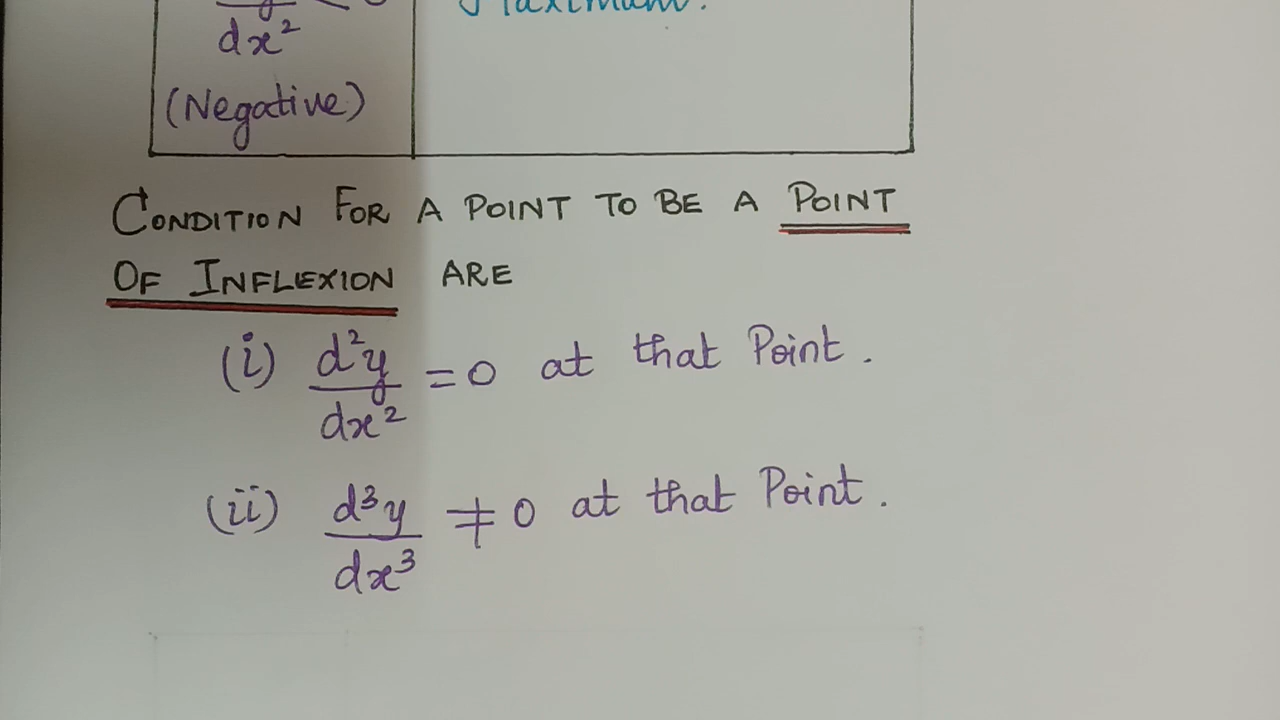 dx²
Maximum.
(Negative)
CONDITION FOR A POINT TO BE A POINT
OF INFLEXION ARE
(i) d²y/dx² = 0 at that Point.
(ii) d³y/dx³ ≠ 0 at that Point.